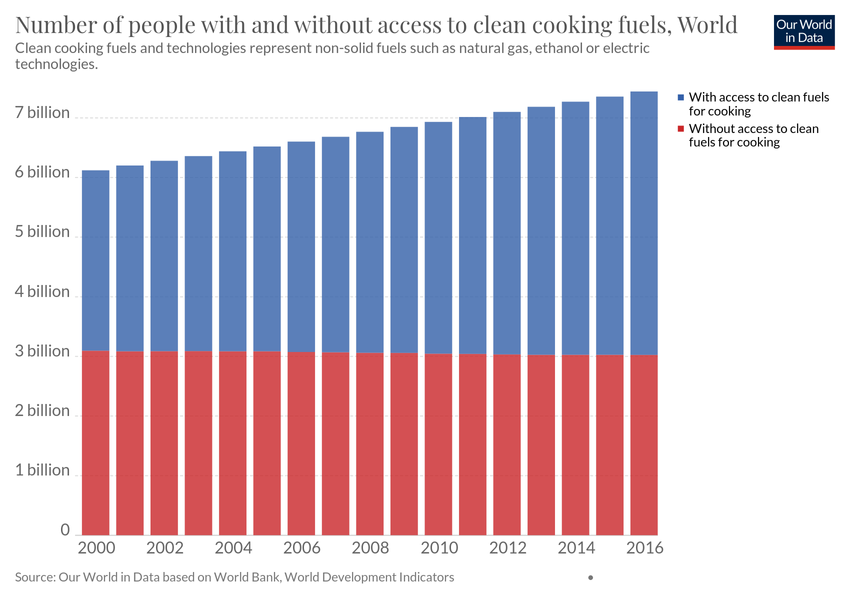 Number of people with and without access to clean cooking fuels, World
Clean cooking fuels and technologies represent non-solid fuels such as natural gas, ethanol or electric
technologies.
Our World
in Data
7 billion
6 billion
5 billion
4 billion
3 billion
2 billion
1 billion
0
2000 2002 2004 2006 2008 2010 2012 2014 2016
With access to clean fuels
for cooking
Without access to clean
fuels for cooking
Source: Our World in Data based on World Bank, World Development Indicators
•